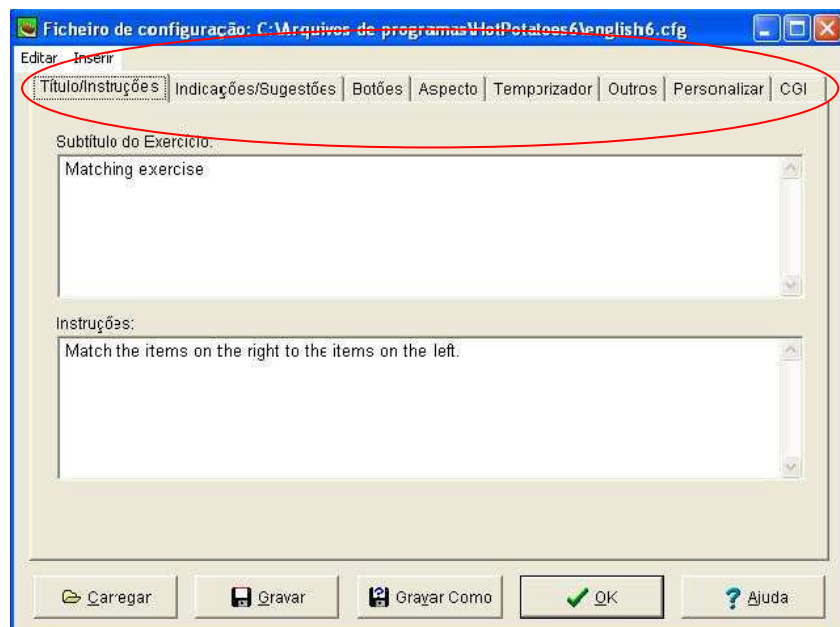 Ficheiro de configuração: C:\Arquivos de programas\HotPotatoes6\english6.cfg
Editar Inserir
Título/Instruções Indicações/Sugestões Botões Aspecto Temporizador Outros Personalizar CGI
Subtítulo do Exercício:
Matching exercise
Instruções:
Match the items on the right to the items on the left.
Carregar Gravar Gravar Como OK Ajuda